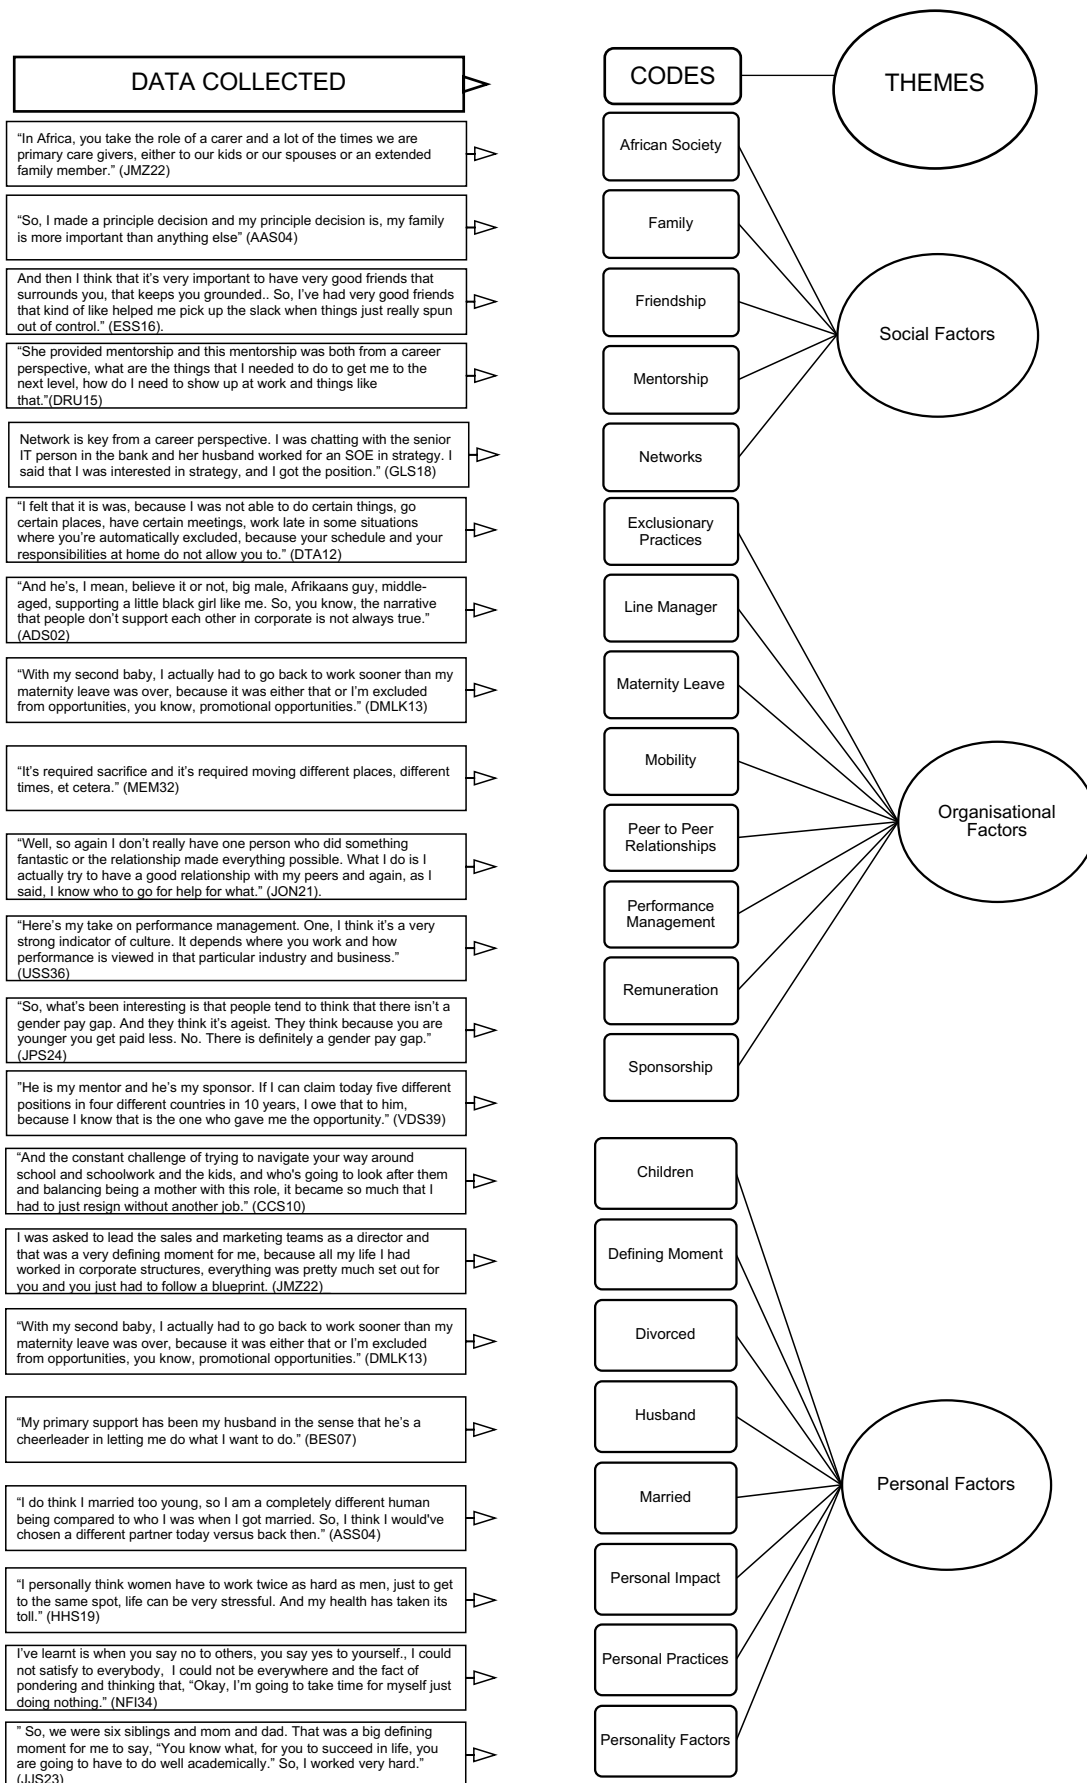 DATA COLLECTED
CODES
THEMES
“In Africa, you take the role of a carer and a lot of the times we are
primary care givers, either to our kids or our spouses or an extended
family member.” (JMZ22)
African Society
“So, I made a principle decision and my principle decision is, my family
is more important than anything else” (AAS04)
Family
And then I think that it’s very important to have very good friends that
surrounds you, that keeps you grounded.. So, I’ve had very good friends
that kind of like helped me pick up the slack when things just really spun
out of control.” (ESS16).
Friendship
Social Factors
“She provided mentorship and this mentorship was both from a career
perspective, what are the things that I needed to do to get me to the
next level, how do I need to show up at work and things like
that.”(DRU15)
Mentorship
Network is key from a career perspective. I was chatting with the senior
IT person in the bank and her husband worked for an SOE in strategy. I
said that I was interested in strategy, and I got the position.” (GLS18)
Networks
“I felt that it is was, because I was not able to do certain things, go
certain places, have certain meetings, work late in some situations
where you’re automatically excluded, because your schedule and your
responsibilities at home do not allow you to.” (DTA12)
Exclusionary
Practices
“And he’s, I mean, believe it or not, big male, Afrikaans guy, middle-
aged, supporting a little black girl like me. So, you know, the narrative
that people don’t support each other in corporate is not always true.”
(ADS02)
Line Manager
“With my second baby, I actually had to go back to work sooner than my
maternity leave was over, because it was either that or I’m excluded
from opportunities, you know, promotional opportunities.” (DMLK13)
Maternity Leave
“It’s required sacrifice and it’s required moving different places, different
times, et cetera.” (MEM32)
Mobility
Organisational
Factors
“Well, so again I don’t really have one person who did something
fantastic or the relationship made everything possible. What I do is I
actually try to have a good relationship with my peers and again, as I
said, I know who to go for help for what.” (JON21).
Peer to Peer
Relationships
“Here’s my take on performance management. One, I think it’s a very
strong indicator of culture. It depends where you work and how
performance is viewed in that particular industry and business.”
(USS36)
Performance
Management
“So, what’s been interesting is that people tend to think that there isn’t a
gender pay gap. And they think it’s ageist. They think because you are
younger you get paid less. No. There is definitely a gender pay gap.”
(JPS24)
Remuneration
”He is my mentor and he’s my sponsor. If I can claim today five different
positions in four different countries in 10 years, I owe that to him,
because I know that is the one who gave me the opportunity.” (VDS39)
Sponsorship
“And the constant challenge of trying to navigate your way around
school and schoolwork and the kids, and who's going to look after them
and balancing being a mother with this role, it became so much that I
had to just resign without another job.” (CCS10)
Children
I was asked to lead the sales and marketing teams as a director and
that was a very defining moment for me, because all my life I had
worked in corporate structures, everything was pretty much set out for
you and you just had to follow a blueprint. (JMZ22)
Defining Moment
“With my second baby, I actually had to go back to work sooner than my
maternity leave was over, because it was either that or I’m excluded
from opportunities, you know, promotional opportunities.” (DMLK13)
Divorced
“My primary support has been my husband in the sense that he’s a
cheerleader in letting me do what I want to do.” (BES07)
Husband
“I do think I married too young, so I am a completely different human
being compared to who I was when I got married. So, I think I would've
chosen a different partner today versus back then.” (ASS04)
Married
Personal Factors
“I personally think women have to work twice as hard as men, just to get
to the same spot, life can be very stressful. And my health has taken its
toll.” (HHS19)
Personal Impact
I’ve learnt is when you say no to others, you say yes to yourself., I could
not satisfy to everybody, I could not be everywhere and the fact of
pondering and thinking that, “Okay, I’m going to take time for myself just
doing nothing.” (NFI34)
Personal Practices
” So, we were six siblings and mom and dad. That was a big defining
moment for me to say, “You know what, for you to succeed in life, you
are going to have to do well academically.” So, I worked very hard.”
(JJS23)
Personality Factors